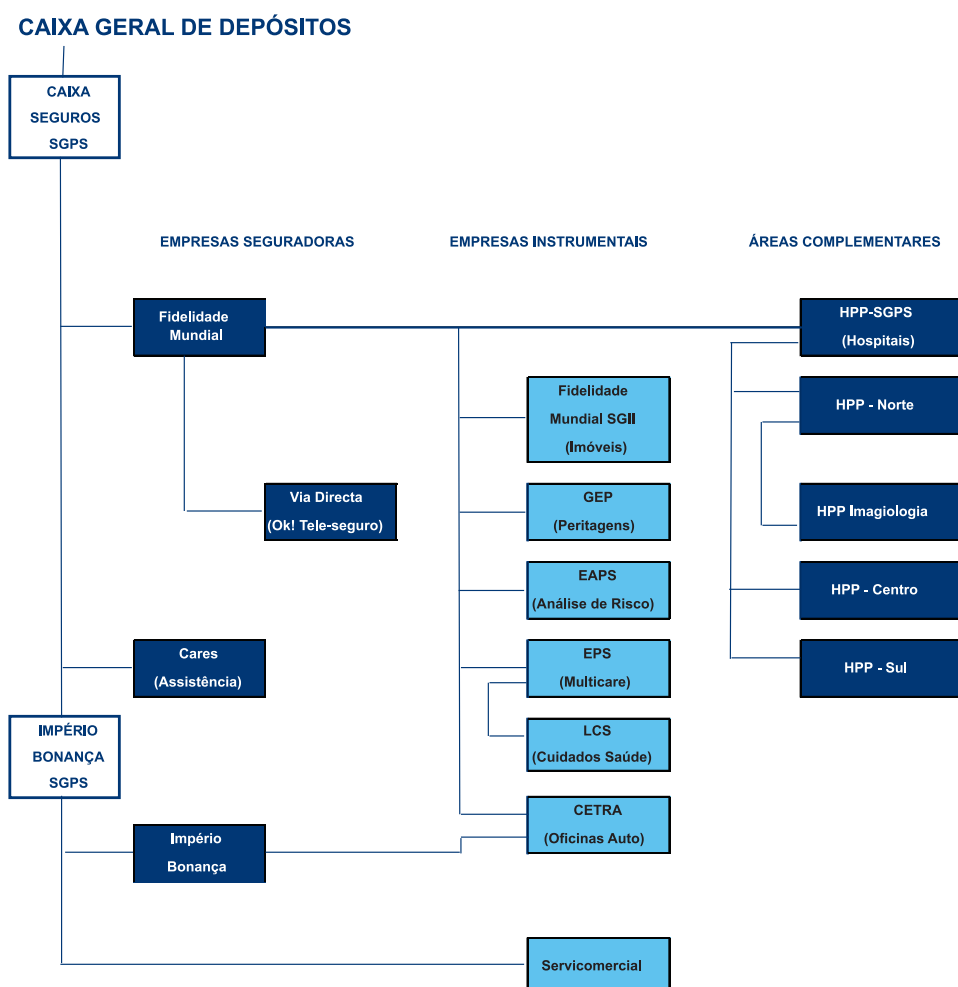 CAIXA GERAL DE DEPÓSITOS
CAIXA
SEGUROS
SGPS
EMPRESAS SEGURADORAS
EMPRESAS INSTRUMENTAIS
ÁREAS COMPLEMENTARES
Fidelidade
Mundial
HPP-SGPS
(Hospitais)
Fidelidade
Mundial SGII
(Imóveis)
HPP - Norte
Via Directa
(Ok! Tele-seguro)
GEP
(Peritagens)
HPP Imagiologia
EAPS
(Análise de Risco)
HPP - Centro
Cares
(Assistência)
EPS
(Multicare)
HPP - Sul
IMPÉRIO
BONANÇA
SGPS
LCS
(Cuidados Saúde)
Império
Bonança
CETRA
(Oficinas Auto)
Servicomercial